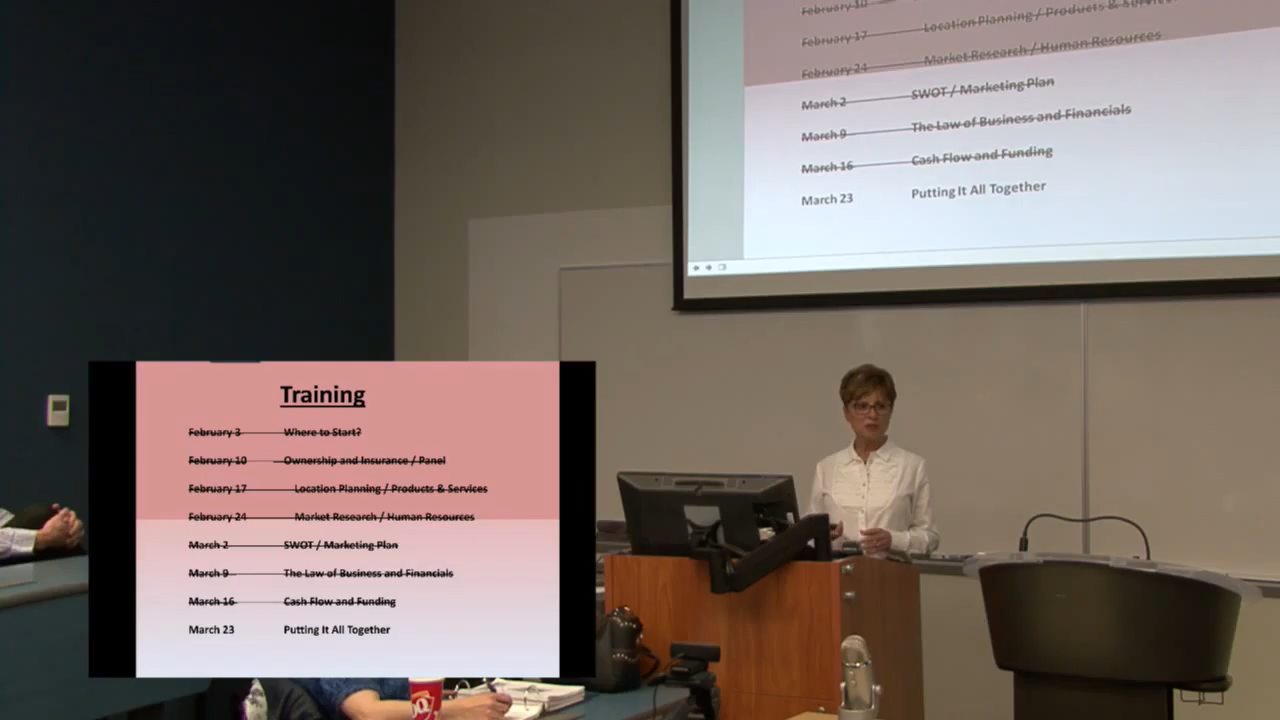 February 10
February 17 Location Planning / Products & Services
February 24 Market Research / Human Resources
March 2 SWOT / Marketing Plan
March 9 The Law of Business and Financials
March 16 Cash Flow and Funding
March 23 Putting It All Together
Training
February 3 Where to Start?
February 10 Ownership and Insurance / Panel
February 17 Location Planning / Products & Services
February 24 Market Research / Human Resources
March 2 SWOT / Marketing Plan
March 9 The Law of Business and Financials
March 16 Cash Flow and Funding
March 23 Putting It All Together
DQ